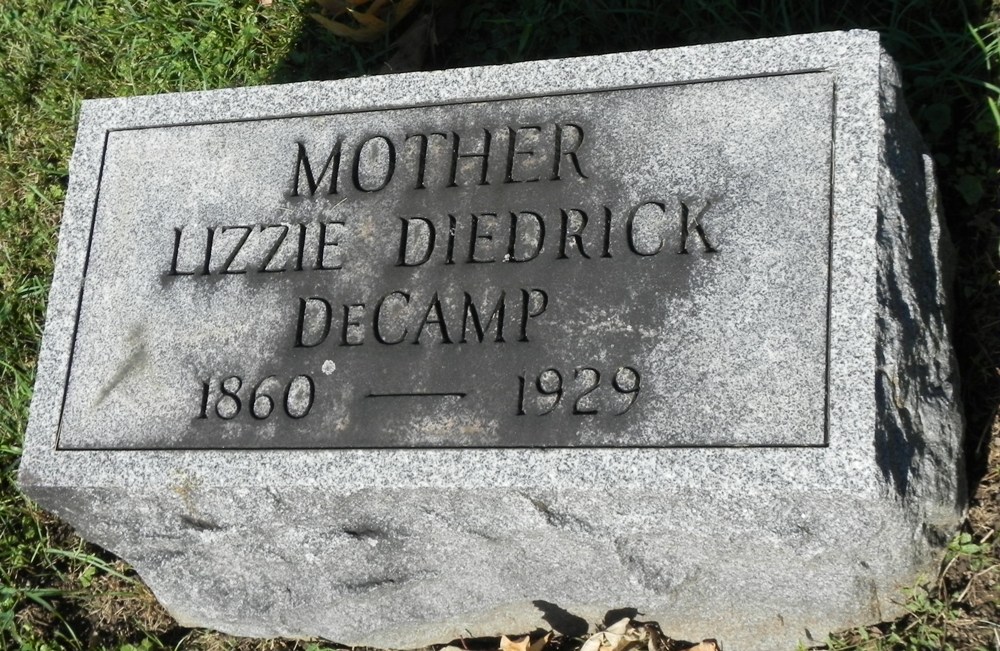 MOTHER
LIZZIE DIEDRICK
DECAMP
1860 — 1929